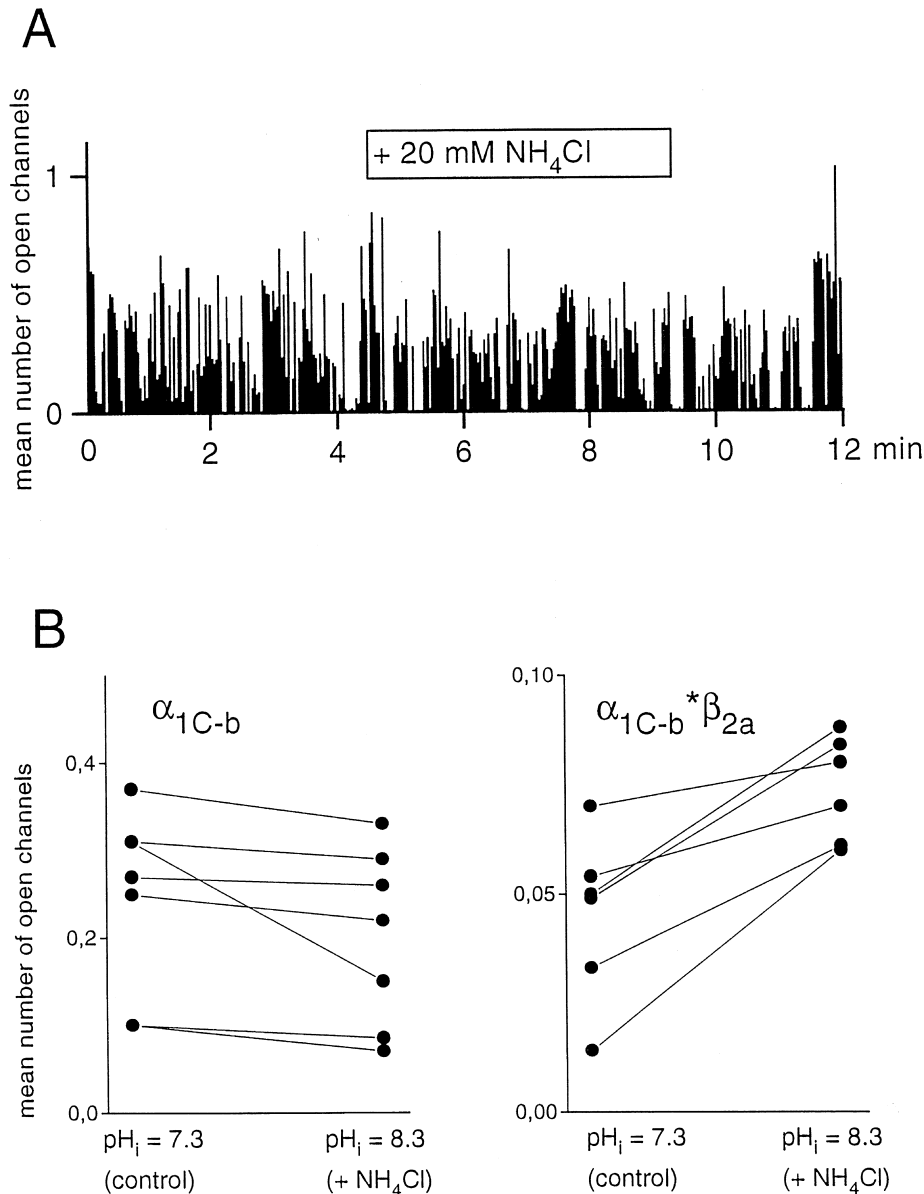 A
mean number of open channels
1
0
+ 20 mM NH₄Cl
0 2 4 6 8 10 12 min
B
mean number of open channels
α1C-b
0,4
0,2
0,0
pHi = 7.3 pHi = 8.3
(control) (+ NH₄Cl)
α1C-b*β2a
0,10
0,05
0,00
pHi = 7.3 pHi = 8.3
(control) (+ NH₄Cl)